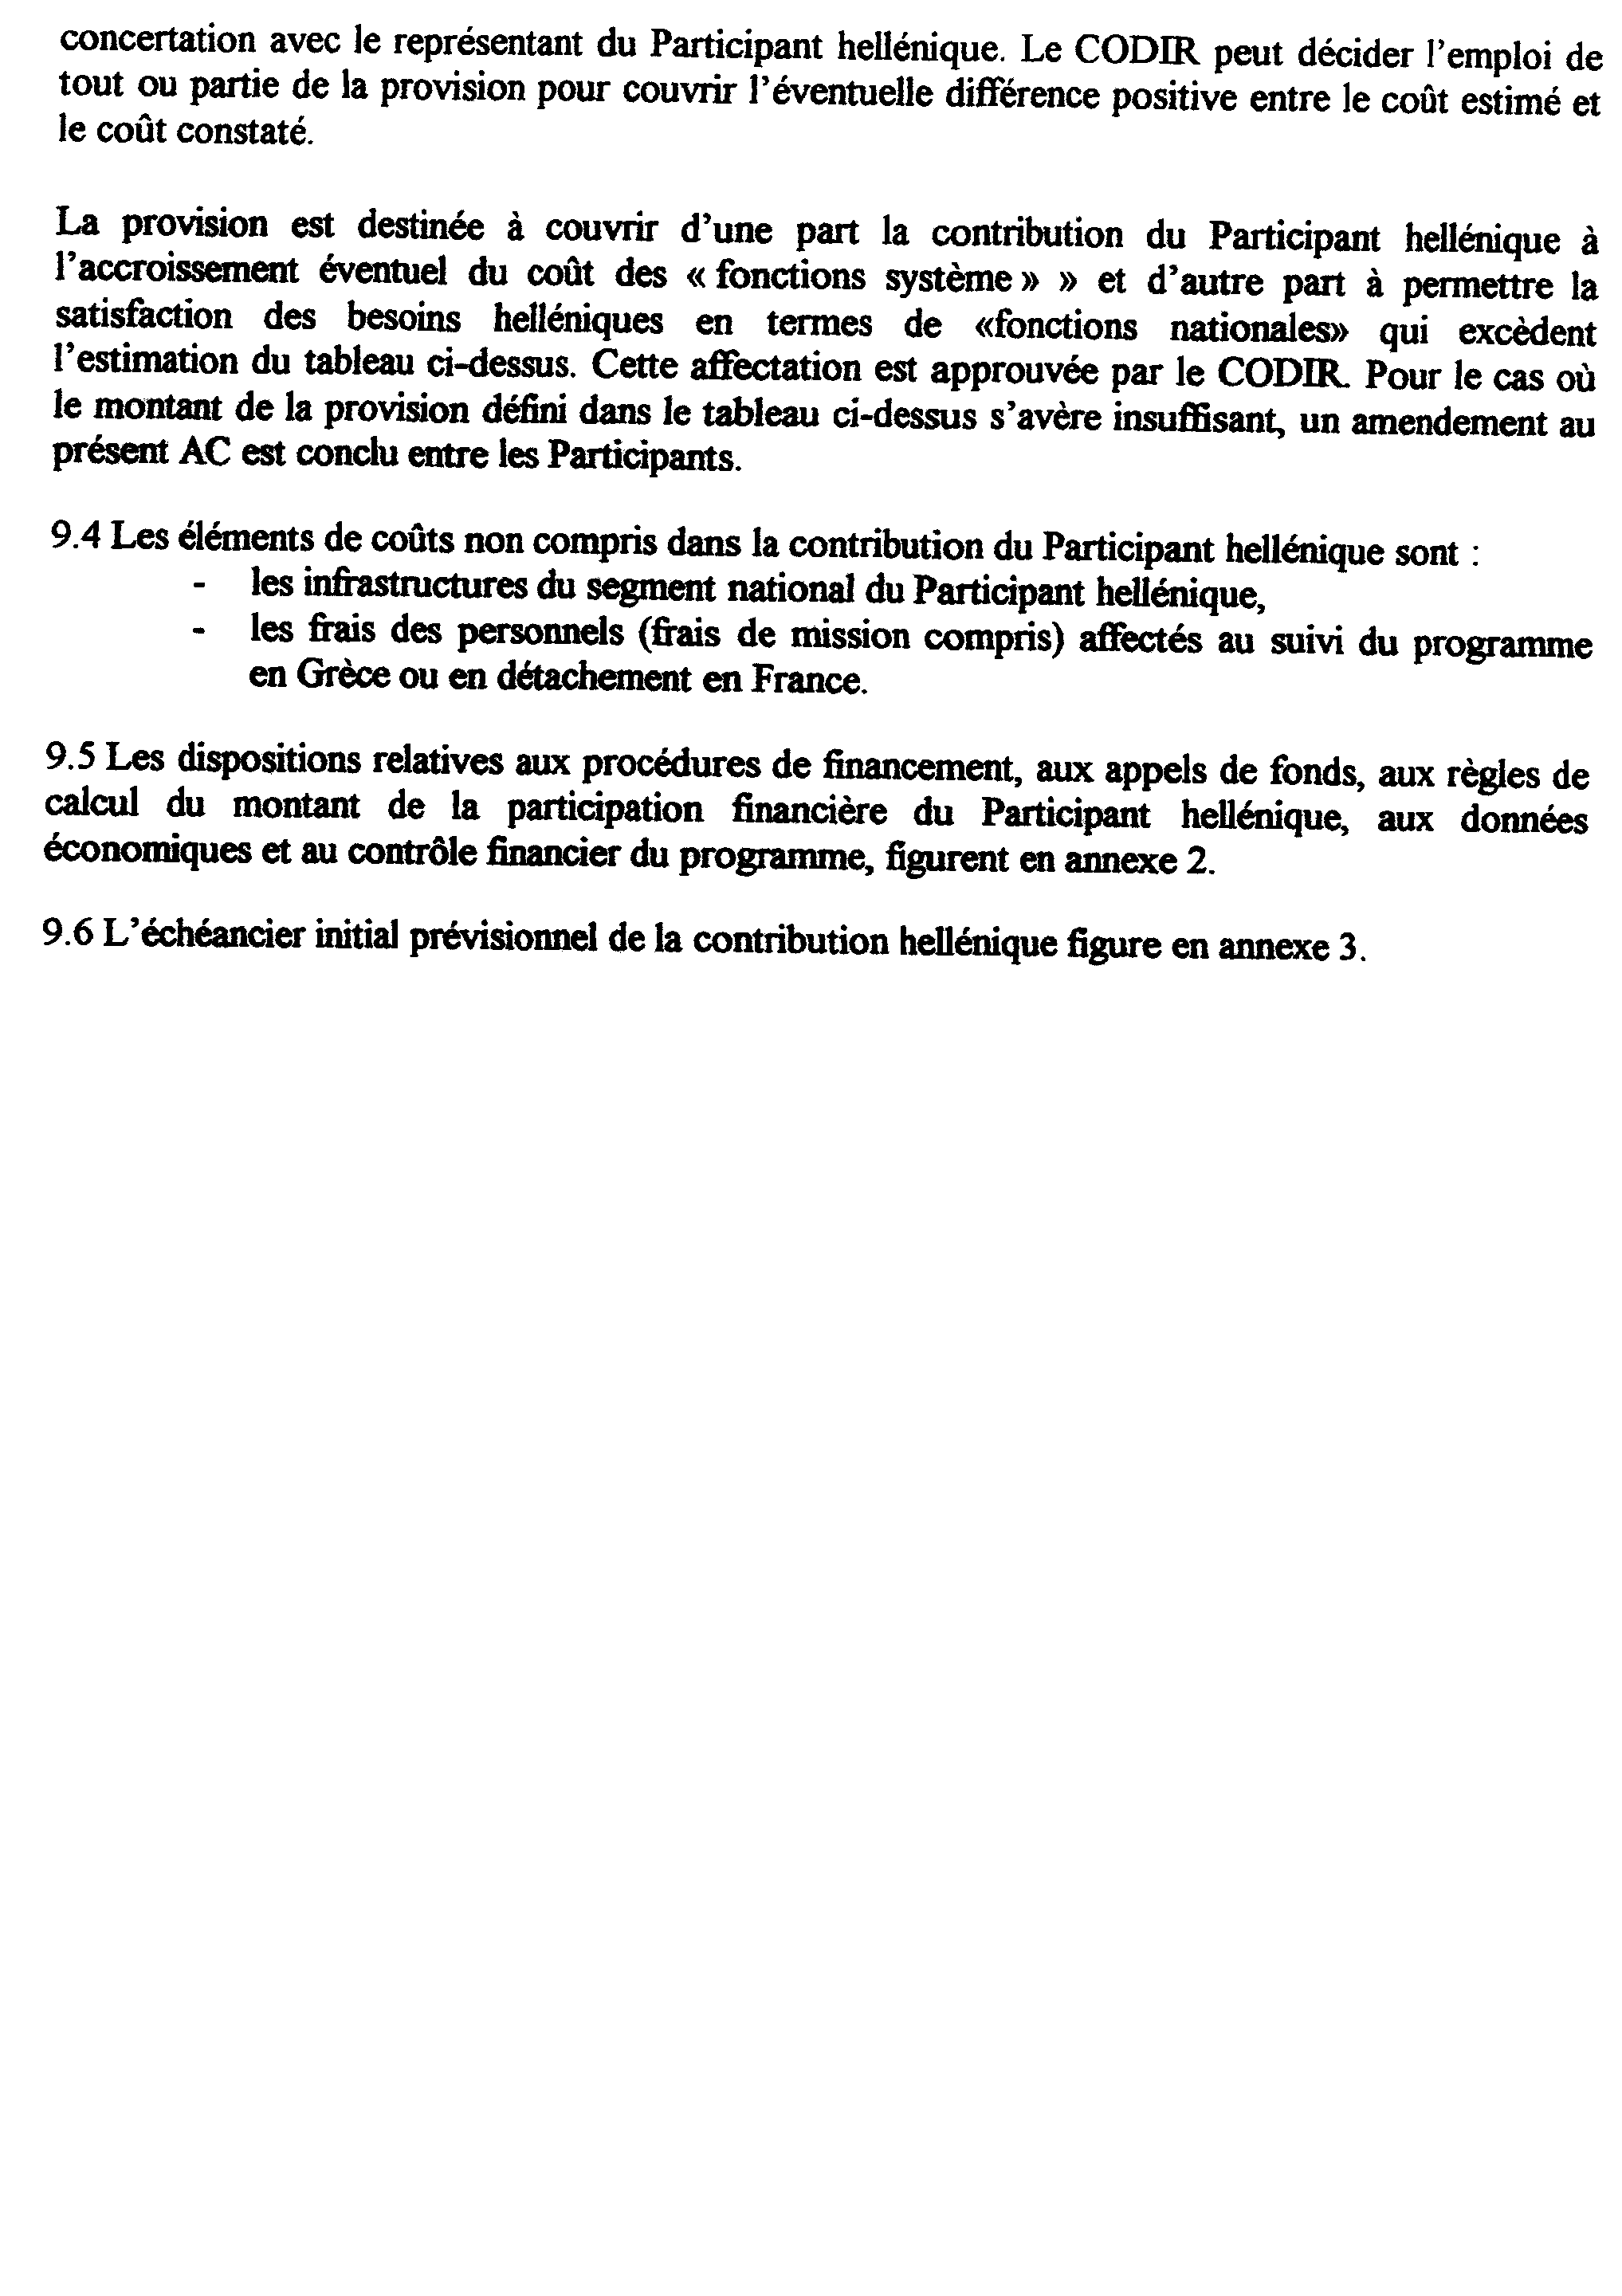 concertation avec le représentant du Participant hellénique. Le CODIR peut décider l'emploi de
tout ou partie de la provision pour couvrir l'éventuelle différence positive entre le coût estimé et
le coût constaté.
La provision est destinée à couvrir d'une part la contribution du Participant hellénique à
l'accroissement éventuel du coût des « fonctions système » » et d'autre part à permettre la
satisfaction des besoins helléniques en termes de «fonctions nationales» qui excèdent
l'estimation du tableau ci-dessus. Cette affectation est approuvée par le CODIR. Pour le cas où
le montant de la provision défini dans le tableau ci-dessus s'avère insuffisant, un amendement au
présent AC est conclu entre les Participants.
9.4 Les éléments de coûts non compris dans la contribution du Participant hellénique sont :
- les infrastructures du segment national du Participant hellénique,
- les frais des personnels (frais de mission compris) affectés au suivi du programme
en Grèce ou en détachement en France.
9.5 Les dispositions relatives aux procédures de financement, aux appels de fonds, aux règles de
calcul du montant de la participation financière du Participant hellénique, aux données
économiques et au contrôle financier du programme, figurent en annexe 2.
9.6 L'échéancier initial prévisionnel de la contribution hellénique figure en annexe 3.